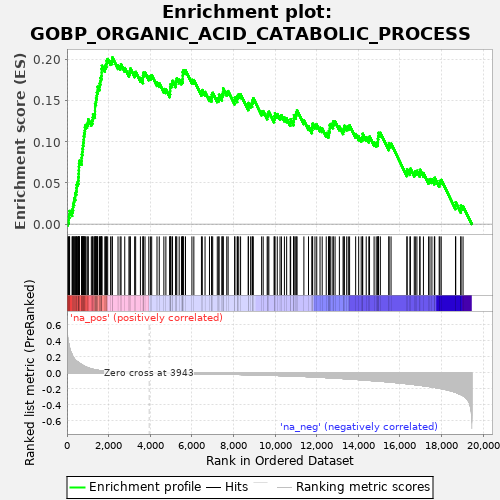 Enrichment plot:
GOBP_ORGANIC_ACID_CATABOLIC_PROCESS
Enrichment score (ES)
0.20
0.15
0.10
0.05
0.00
Ranked list metric (PreRanked)
'na_pos' (positively correlated)
0.6
0.4
0.2
0.0
-0.2
-0.4
-0.6
Zero cross at 3943
'na_neg' (negatively correlated)
0
2,000
4,000
6,000
8,000
10,000
12,000
14,000
16,000
18,000
20,000
Rank in Ordered Dataset
Enrichment profile
Hits
Ranking metric scores